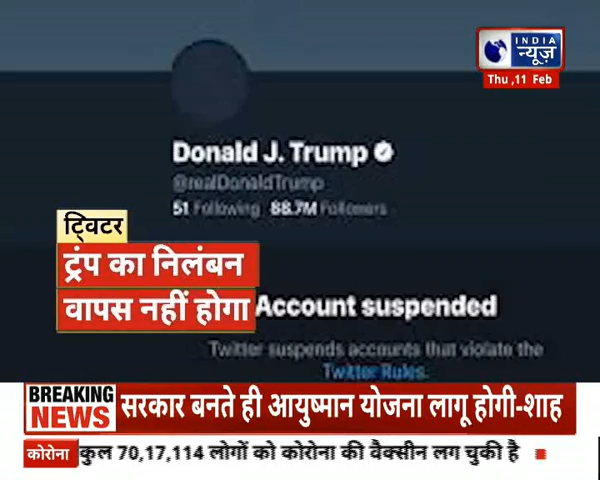 INDIA
न्यूज़
Thu ,11 Feb
Donald J. Trump
@realDonaldTrump
51 Following 88.7M Followers
ट्विटर
ट्रंप का निलंबन
वापस नहीं होगा
Account suspended
Twitter suspends accounts that violate the
Twitter Rules.
BREAKING
NEWS
सरकार बनते ही आयुष्मान योजना लागू होगी-शाह
कोरोना कुल 70,17,114 लोगों को कोरोना की वैक्सीन लग चुकी है